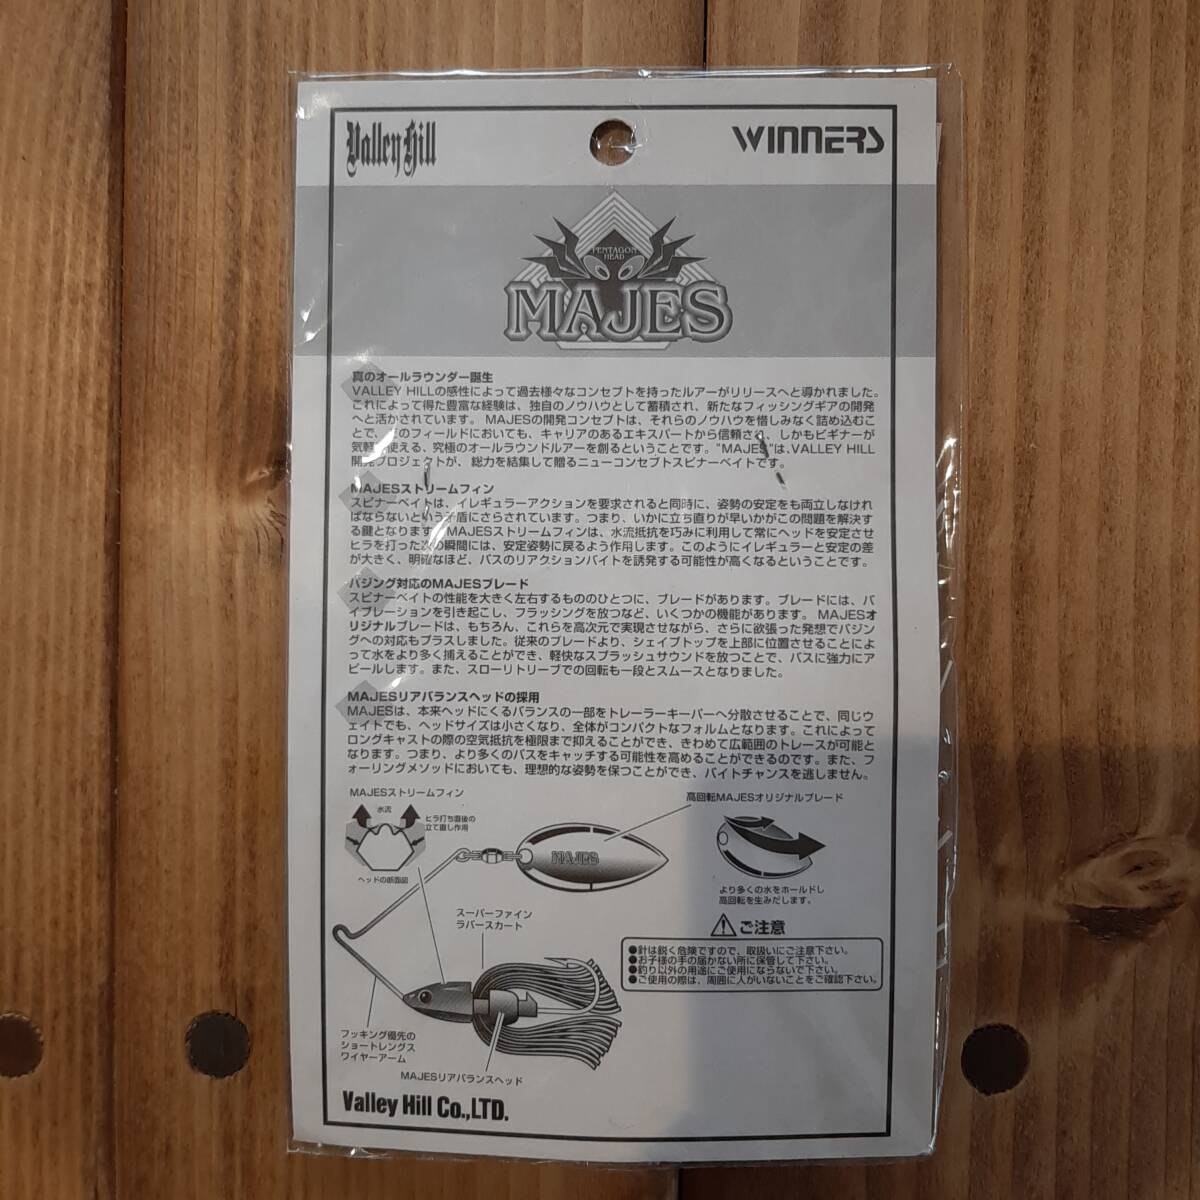 Valley Hill
WINNERS
PENTAGON
HEAD
MAJES
真のオールラウンダー誕生
VALLEY HILLの感性によって過去様々なコンセプトを持ったルアーがリリースへと導かれました。
これによって得た豊富な経験は、独自のノウハウとして蓄積され、新たなフィッシングギアの開発
へと活かされています。MAJESの開発コンセプトは、それらのノウハウを惜しみなく詰め込むこ
とで、どのフィールドにおいても、キャリアのあるエキスパートから信頼され、しかもビギナーが
気軽に使える、究極のオールラウンドルアーを創るということです。"MAJES"は、VALLEY HILL
開発プロジェクトが、総力を結集して贈るニューコンセプトスピナーベイトです。
MAJESストリームフィン
スピナーベイトは、イレギュラーアクションを要求されると同時に、姿勢の安定をも両立しなけれ
ばならないという矛盾にさらされています。つまり、いかに立ち直りが早いかがこの問題を解決す
る鍵となります。MAJESストリームフィンは、水流抵抗を巧みに利用して常にヘッドを安定させ
ヒラを打った次の瞬間には、安定姿勢に戻るよう作用します。このようにイレギュラーと安定の差
が大きく、明確なほど、バスのリアクションバイトを誘発する可能性が高くなるということです。
バジング対応のMAJESブレード
スピナーベイトの性能を大きく左右するもののひとつに、ブレードがあります。ブレードには、バ
イブレーションを引き起こし、フラッシングを放つなど、いくつかの機能があります。MAJESオ
リジナルブレードは、もちろん、これらを高次元で実現させながら、さらに欲張った発想でバジン
グへの対応もプラスしました。従来のブレードより、シェイプトップを上部に位置させることによ
って水をより多く捕えることができ、軽快なスプラッシュサウンドを放つことで、バスに強力にア
ピールします。また、スローリトリーブでの回転も一段とスムースとなりました。
MAJESリアバランスヘッドの採用
MAJESは、本来ヘッドにくるバランスの一部をトレーラーキーパーへ分散させることで、同じウ
ェイトでも、ヘッドサイズは小さくなり、全体がコンパクトなフォルムとなります。これによって
ロングキャストの際の空気抵抗を極限まで抑えることができ、きわめて広範囲のトレースが可能と
なります。つまり、より多くのバスをキャッチする可能性を高めることができるのです。また、フ
ォーリングメソッドにおいても、理想的な姿勢を保つことができ、バイトチャンスを逃しません。
MAJESストリームフィン
水流
ヒラ打ち直後の
立て直し作用
ヘッドの断面図
高回転MAJESオリジナルブレード
MAJES
より多くの水をホールドし
高回転を生みだします。
スーパーファイン
ラバースカート
ご注意
●針は鋭く危険ですので、取扱いにご注意下さい。
●お子様の手の届かない所に保管して下さい。
●釣り以外の用途にご使用にならないで下さい。
●ご使用の際は、周囲に人がいないことをご確認下さい。
フッキング優先の
ショートレングス
ワイヤーアーム
MAJESリアバランスヘッド
Valley Hill Co.,LTD.